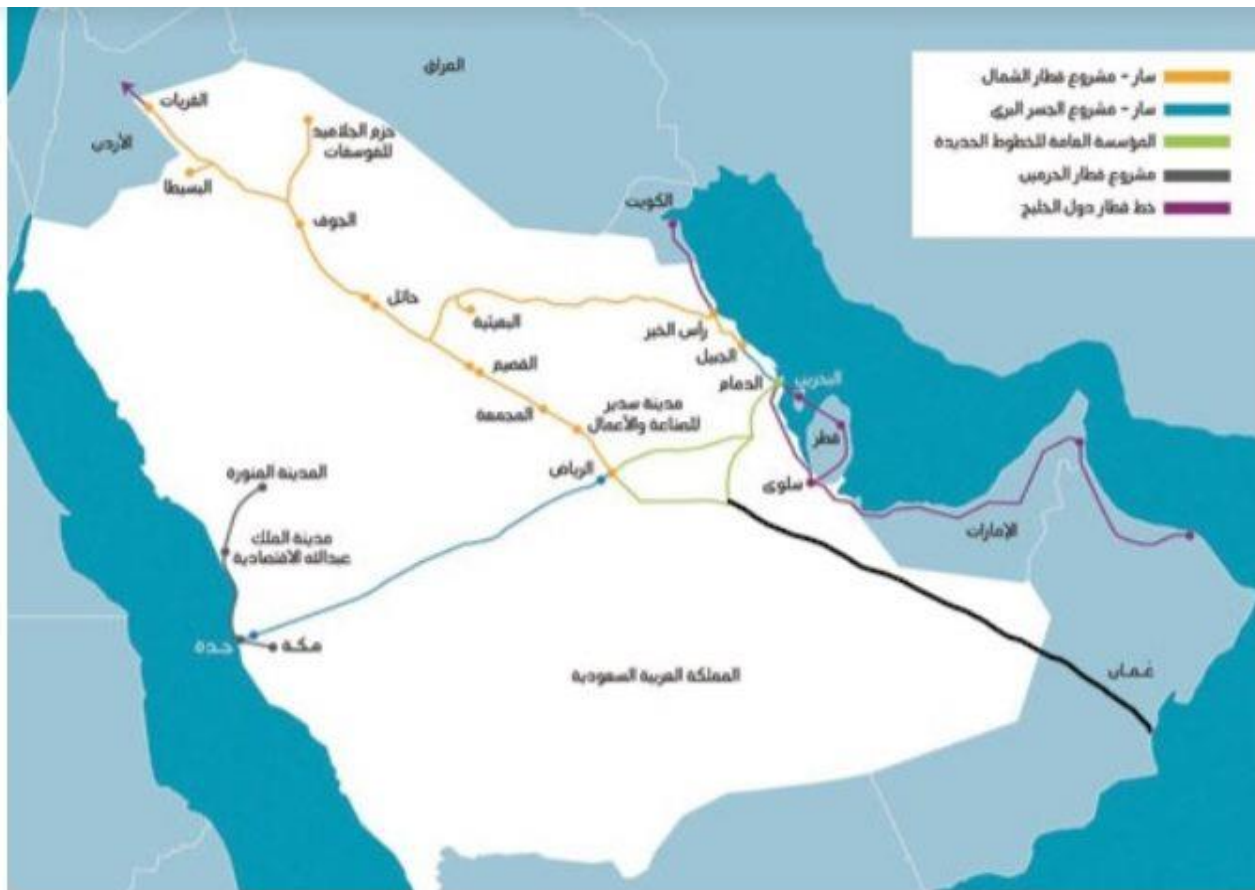 سار - مشروع قطار الشمال
سار - مشروع الجسر البري
المؤسسة العامة للخطوط الحديدة
مشروع قطار الحرمين
خط قطار دول الخليج
العراق
القريات
الأردن
حزم الجلاميد
للفوسفات
البسيطا
الجوف
الكويت
حائل
البعيثة
رأس الخير
الجبيل
القصيم
الدمام
البحرين
مدينة سدير
للصناعة والأعمال
المجمعة
قطر
الرياض
سلوى
المدينة المنورة
الإمارات
مدينة الملك
عبدالله الاقتصادية
جدة
مكة
عُمان
المملكة العربية السعودية